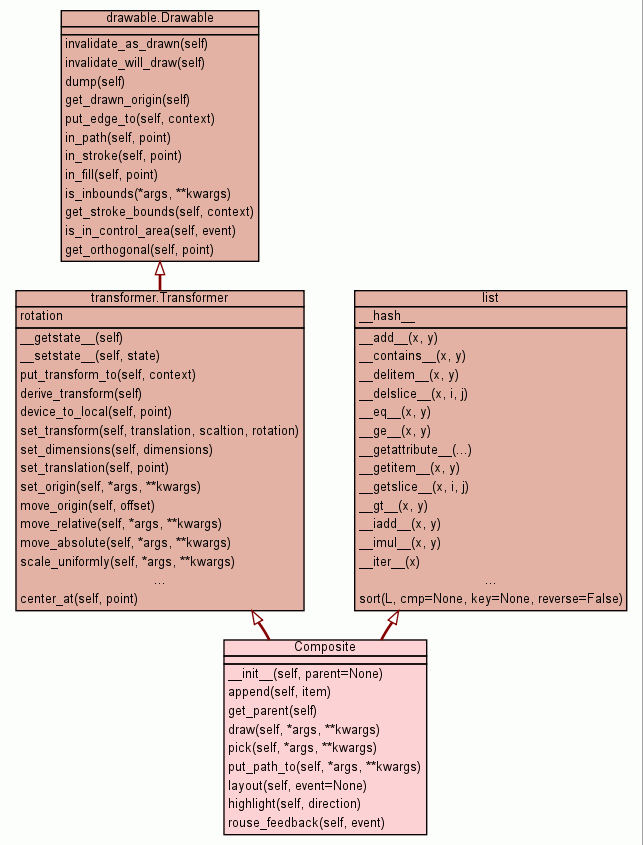 drawable.Drawable
invalidate_as_drawn(self)
invalidate_will_draw(self)
dump(self)
get_drawn_origin(self)
put_edge_to(self, context)
in_path(self, point)
in_stroke(self, point)
in_fill(self, point)
is_inbounds(*args, **kwargs)
get_stroke_bounds(self, context)
is_in_control_area(self, event)
get_orthogonal(self, point)
transformer.Transformer
rotation
__getstate__(self)
__setstate__(self, state)
put_transform_to(self, context)
derive_transform(self)
device_to_local(self, point)
set_transform(self, translation, scaltion, rotation)
set_dimensions(self, dimensions)
set_translation(self, point)
set_origin(self, *args, **kwargs)
move_origin(self, offset)
move_relative(self, *args, **kwargs)
move_absolute(self, *args, **kwargs)
scale_uniformly(self, *args, **kwargs)
...
center_at(self, point)
list
__hash__
__add__(x, y)
__contains__(x, y)
__delitem__(x, y)
__delslice__(x, i, j)
__eq__(x, y)
__ge__(x, y)
__getattribute__(...)
__getitem__(x, y)
__getslice__(x, i, j)
__gt__(x, y)
__iadd__(x, y)
__imul__(x, y)
__iter__(x)
...
sort(L, cmp=None, key=None, reverse=False)
Composite
__init__(self, parent=None)
append(self, item)
get_parent(self)
draw(self, *args, **kwargs)
pick(self, *args, **kwargs)
put_path_to(self, *args, **kwargs)
layout(self, event=None)
highlight(self, direction)
rouse_feedback(self, event)